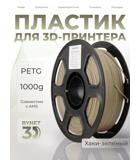 ПЛАСТИК
ДЛЯ 3D-ПРИНТЕРА
PETG
1000g
Совместим
с AMS
BYNET
3D
Хаки-зеленый